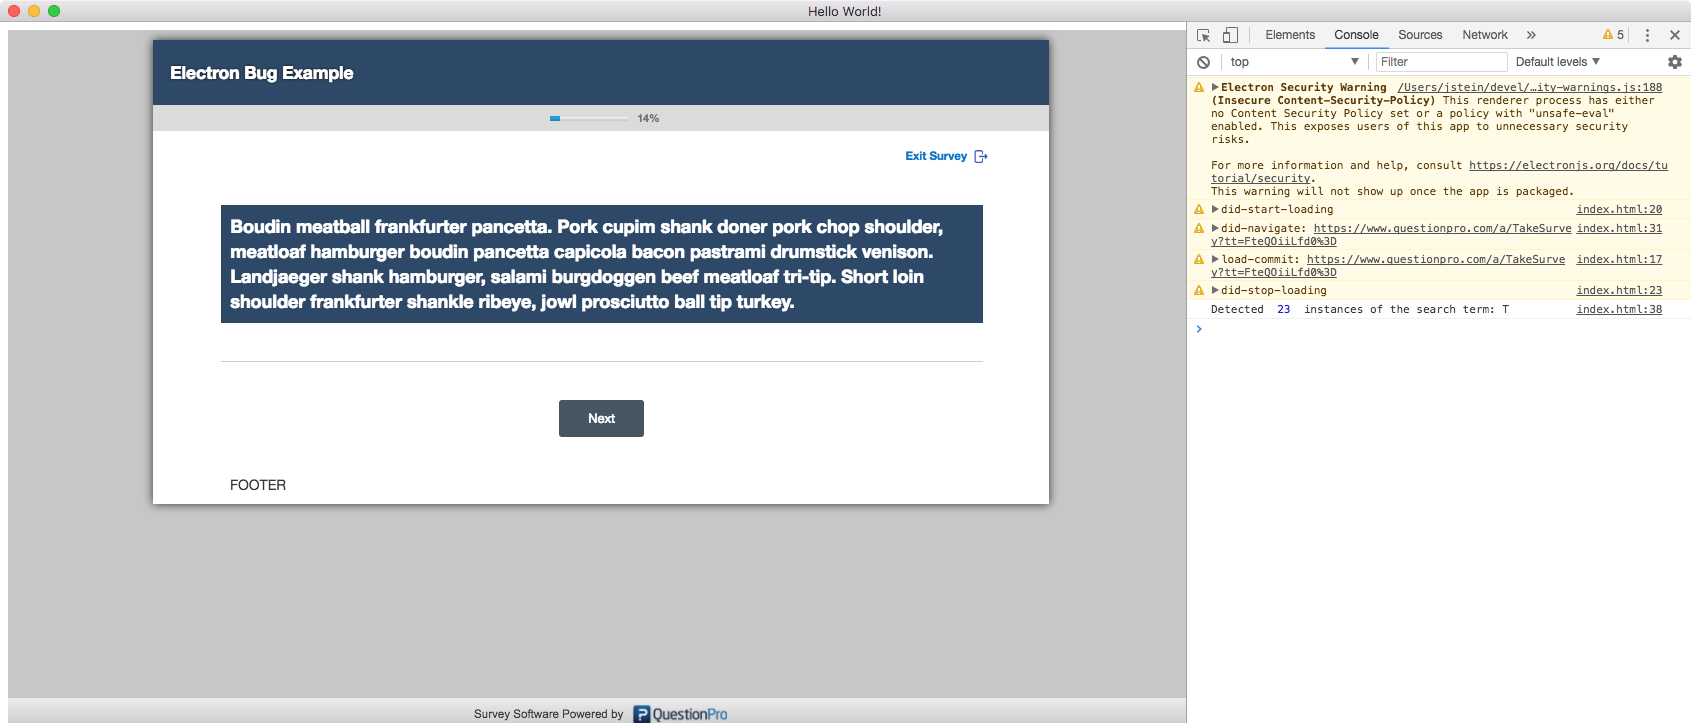 Hello World!
Electron Bug Example
14%
Exit Survey
Boudin meatball frankfurter pancetta. Pork cupim shank doner pork chop shoulder,
meatloaf hamburger boudin pancetta capicola bacon pastrami drumstick venison.
Landjaeger shank hamburger, salami burgdoggen beef meatloaf tri-tip. Short loin
shoulder frankfurter shankle ribeye, jowl prosciutto ball tip turkey.
Next
FOOTER
Survey Software Powered by QuestionPro
Elements Console Sources Network » 5
top Filter Default levels
Electron Security Warning /Users/jstein/devel/…ity-warnings.js:188
(Insecure Content-Security-Policy) This renderer process has either
no Content Security Policy set or a policy with "unsafe-eval"
enabled. This exposes users of this app to unnecessary security
risks.
For more information and help, consult https://electronjs.org/docs/tu
torial/security.
This warning will not show up once the app is packaged.
did-start-loading index.html:20
did-navigate: https://www.questionpro.com/a/TakeSurve index.html:31
y?tt=FteQOiiLfd0%3D
load-commit: https://www.questionpro.com/a/TakeSurve index.html:17
y?tt=FteQOiiLfd0%3D
did-stop-loading index.html:23
Detected 23 instances of the search term: T index.html:38
>